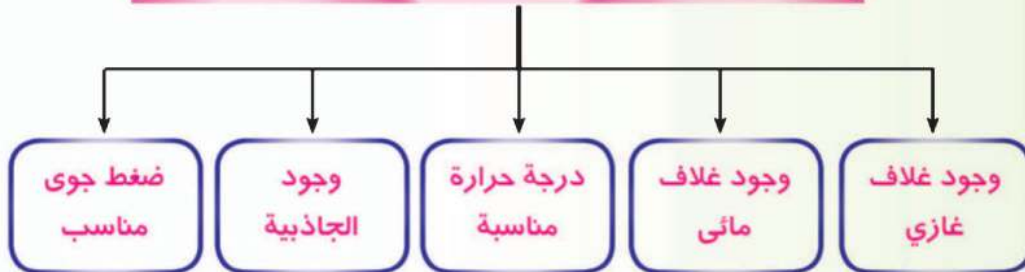 وجود غلاف
غازي
وجود غلاف
مائى
درجة حرارة
مناسبة
وجود
الجاذبية
ضغط جوى
مناسب